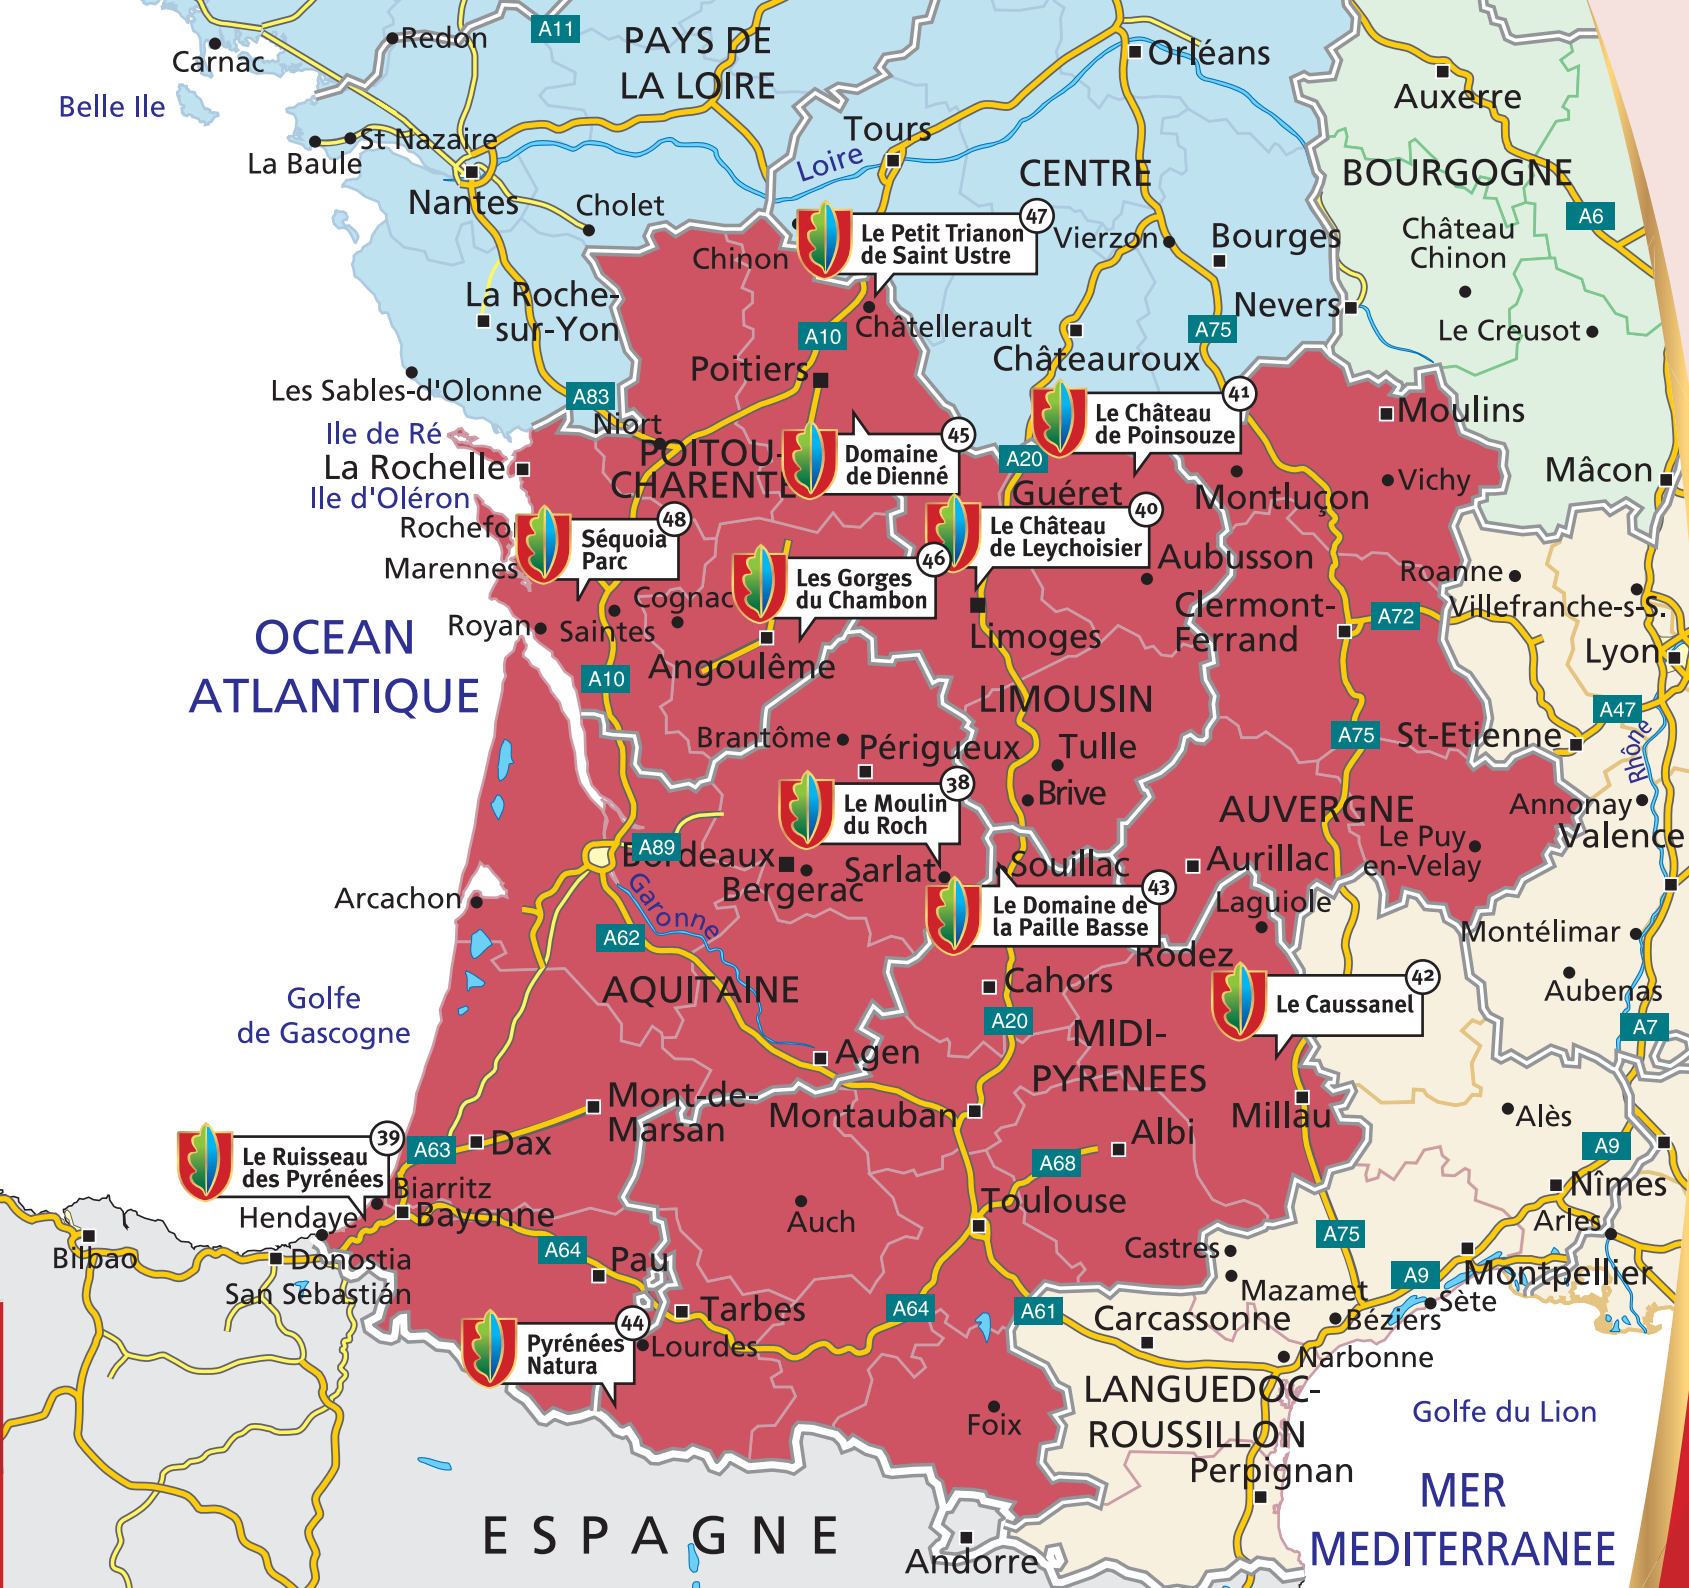 Redon
A11
PAYS DE
LA LOIRE
Carnac
Orléans
Auxerre
Belle Ile
Tours
St Nazaire
La Baule
Loire
CENTRE
BOURGOGNE
Nantes
Cholet
A6
47
Le Petit Trianon
de Saint Ustre
Chinon
Vierzon
Bourges
Château
Chinon
La Roche-
sur-Yon
Nevers
A10
Châtellerault
A75
Le Creusot
Châteauroux
Poitiers
Les Sables-d'Olonne
A83
41
Le Château
de Poinsouze
Moulins
Niort
Ile de Ré
45
Domaine
de Dienné
POITOU-
CHARENTE
A20
La Rochelle
Mâcon
Vichy
Ile d'Oléron
Guéret
Montluçon
Rochefo
48
Séquoia
Parc
40
Le Château
de Leychoisier
Aubusson
46
Les Gorges
du Chambon
Marennes
Roanne
Villefranche-s-S.
Cognac
Clermont-
Ferrand
A72
Royan
Saintes
Limoges
OCEAN
ATLANTIQUE
Angoulême
Lyon
A10
LIMOUSIN
A47
Brantôme
Périgueux
Tulle
A75
St-Etienne
Rhône
38
Le Moulin
du Roch
Brive
AUVERGNE
Annonay
Le Puy
en-Velay
Valence
A89
Bordeaux
Bergerac
Sarlat
Souillac
Aurillac
43
Le Domaine de
la Paille Basse
Arcachon
Garonne
Laguiole
A62
Montélimar
Rodez
AQUITAINE
Cahors
42
Le Caussanel
Aubenas
Golfe
de Gascogne
A20
MIDI-
PYRENEES
A7
Agen
Mont-de-
Marsan
Montauban
Millau
Alès
39
Le Ruisseau
des Pyrénées
A63
Dax
Albi
A9
A68
Biarritz
Nîmes
Hendaye
Bayonne
Toulouse
Auch
Arles
Bilbao
Donostia
San Sebastián
A64
Pau
Castres
A75
Mazamet
A9
Montpellier
Tarbes
A64
A61
Carcassonne
Béziers
Sète
44
Pyrénées
Natura
Lourdes
Narbonne
LANGUEDOC-
ROUSSILLON
Foix
Golfe du Lion
Perpignan
MER
MEDITERRANEE
ESPAGNE
Andorre